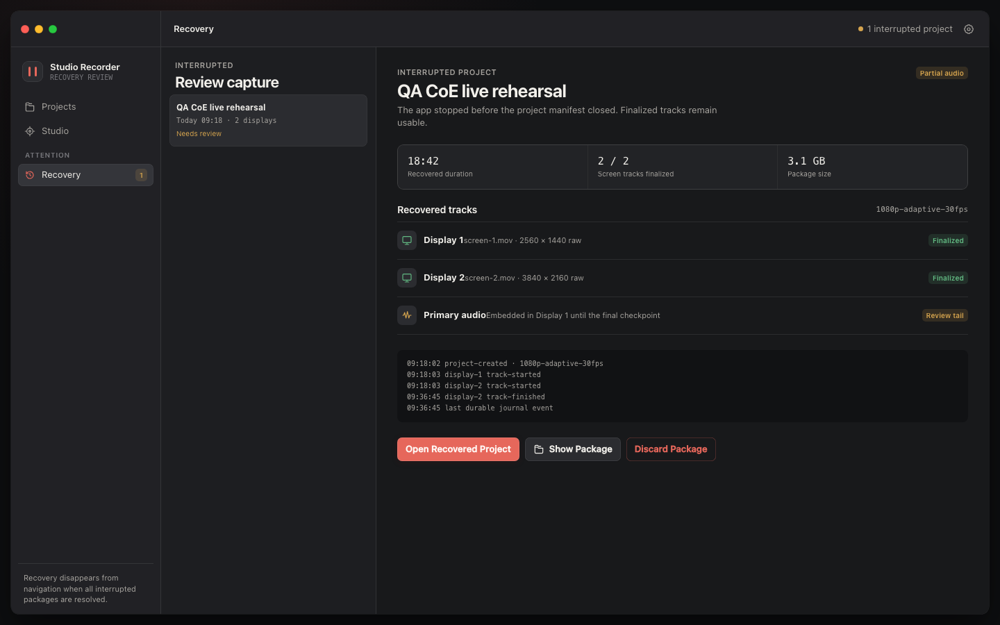 Recovery
1 interrupted project
Studio Recorder
RECOVERY REVIEW
Projects
Studio
ATTENTION
Recovery
1
Recovery disappears from
navigation when all interrupted
packages are resolved.
INTERRUPTED
Review capture
QA CoE live rehearsal
Today 09:18 · 2 displays
Needs review
INTERRUPTED PROJECT
Partial audio
QA CoE live rehearsal
The app stopped before the project manifest closed. Finalized tracks remain
usable.
18:42
Recovered duration
2 / 2
Screen tracks finalized
3.1 GB
Package size
Recovered tracks
1080p-adaptive-30fps
Display 1screen-1.mov · 2560 × 1440 raw
Finalized
Display 2screen-2.mov · 3840 × 2160 raw
Finalized
Primary audioEmbedded in Display 1 until the final checkpoint
Review tail
09:18:02 project-created · 1080p-adaptive-30fps
09:18:03 display-1 track-started
09:18:03 display-2 track-started
09:36:45 display-2 track-finished
09:36:45 last durable journal event
Open Recovered Project
Show Package
Discard Package